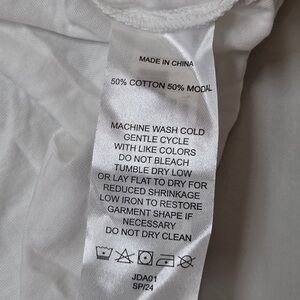 MADE IN CHINA
50% COTTON 50% MODAL
MACHINE WASH COLD
GENTLE CYCLE
WITH LIKE COLORS
DO NOT BLEACH
TUMBLE DRY LOW
OR LAY FLAT TO DRY FOR
REDUCED SHRINKAGE
LOW IRON TO RESTORE
GARMENT SHAPE IF
NECESSARY
DO NOT DRY CLEAN
JDA01
SP/24